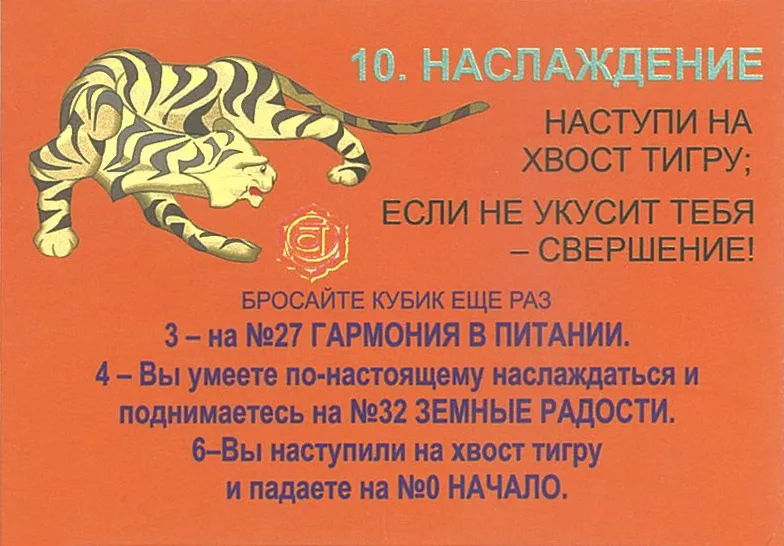 10. НАСЛАЖДЕНИЕ
НАСТУПИ НА
ХВОСТ ТИГРУ;
ЕСЛИ НЕ УКУСИТ ТЕБЯ
– СВЕРШЕНИЕ!
БРОСАЙТЕ КУБИК ЕЩЕ РАЗ
3 – на №27 ГАРМОНИЯ В ПИТАНИИ.
4 – Вы умеете по-настоящему наслаждаться и
поднимаетесь на №32 ЗЕМНЫЕ РАДОСТИ.
6–Вы наступили на хвост тигру
и падаете на №0 НАЧАЛО.